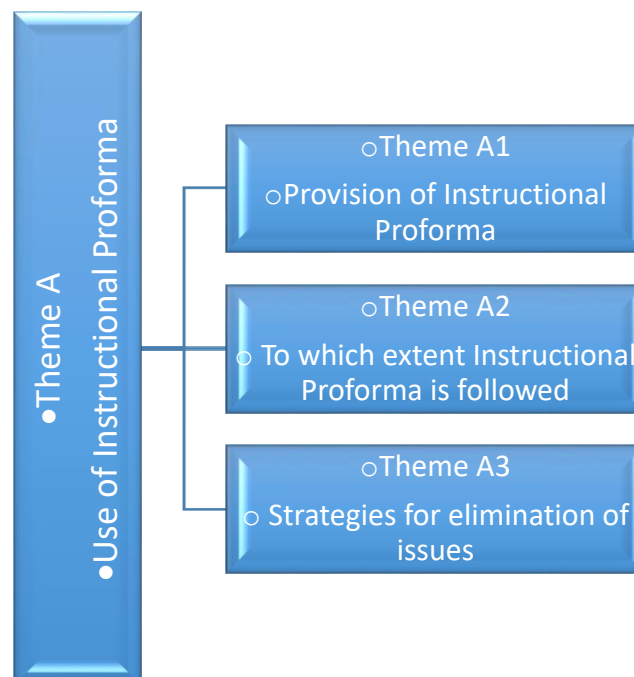 •Theme A
•Use of Instructional Proforma
○Theme A1
○Provision of Instructional
Proforma
○Theme A2
○ To which extent Instructional
Proforma is followed
○Theme A3
○ Strategies for elimination of
issues